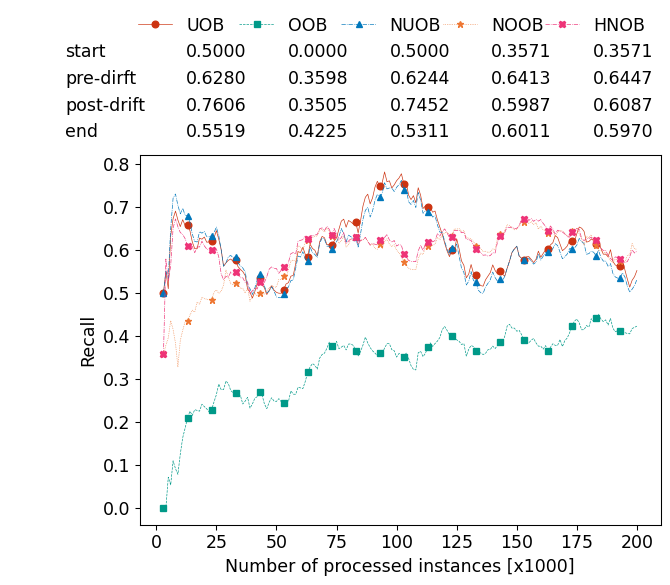 UOB OOB NUOB NOOB HNOB
start 0.5000 0.0000 0.5000 0.3571 0.3571
pre-dirft 0.6280 0.3598 0.6244 0.6413 0.6447
post-drift 0.7606 0.3505 0.7452 0.5987 0.6087
end 0.5519 0.4225 0.5311 0.6011 0.5970
0.8
0.7
0.6
0.5
0.4
0.3
0.2
0.1
0.0
Recall
0 25 50 75 100 125 150 175 200
Number of processed instances [x1000]